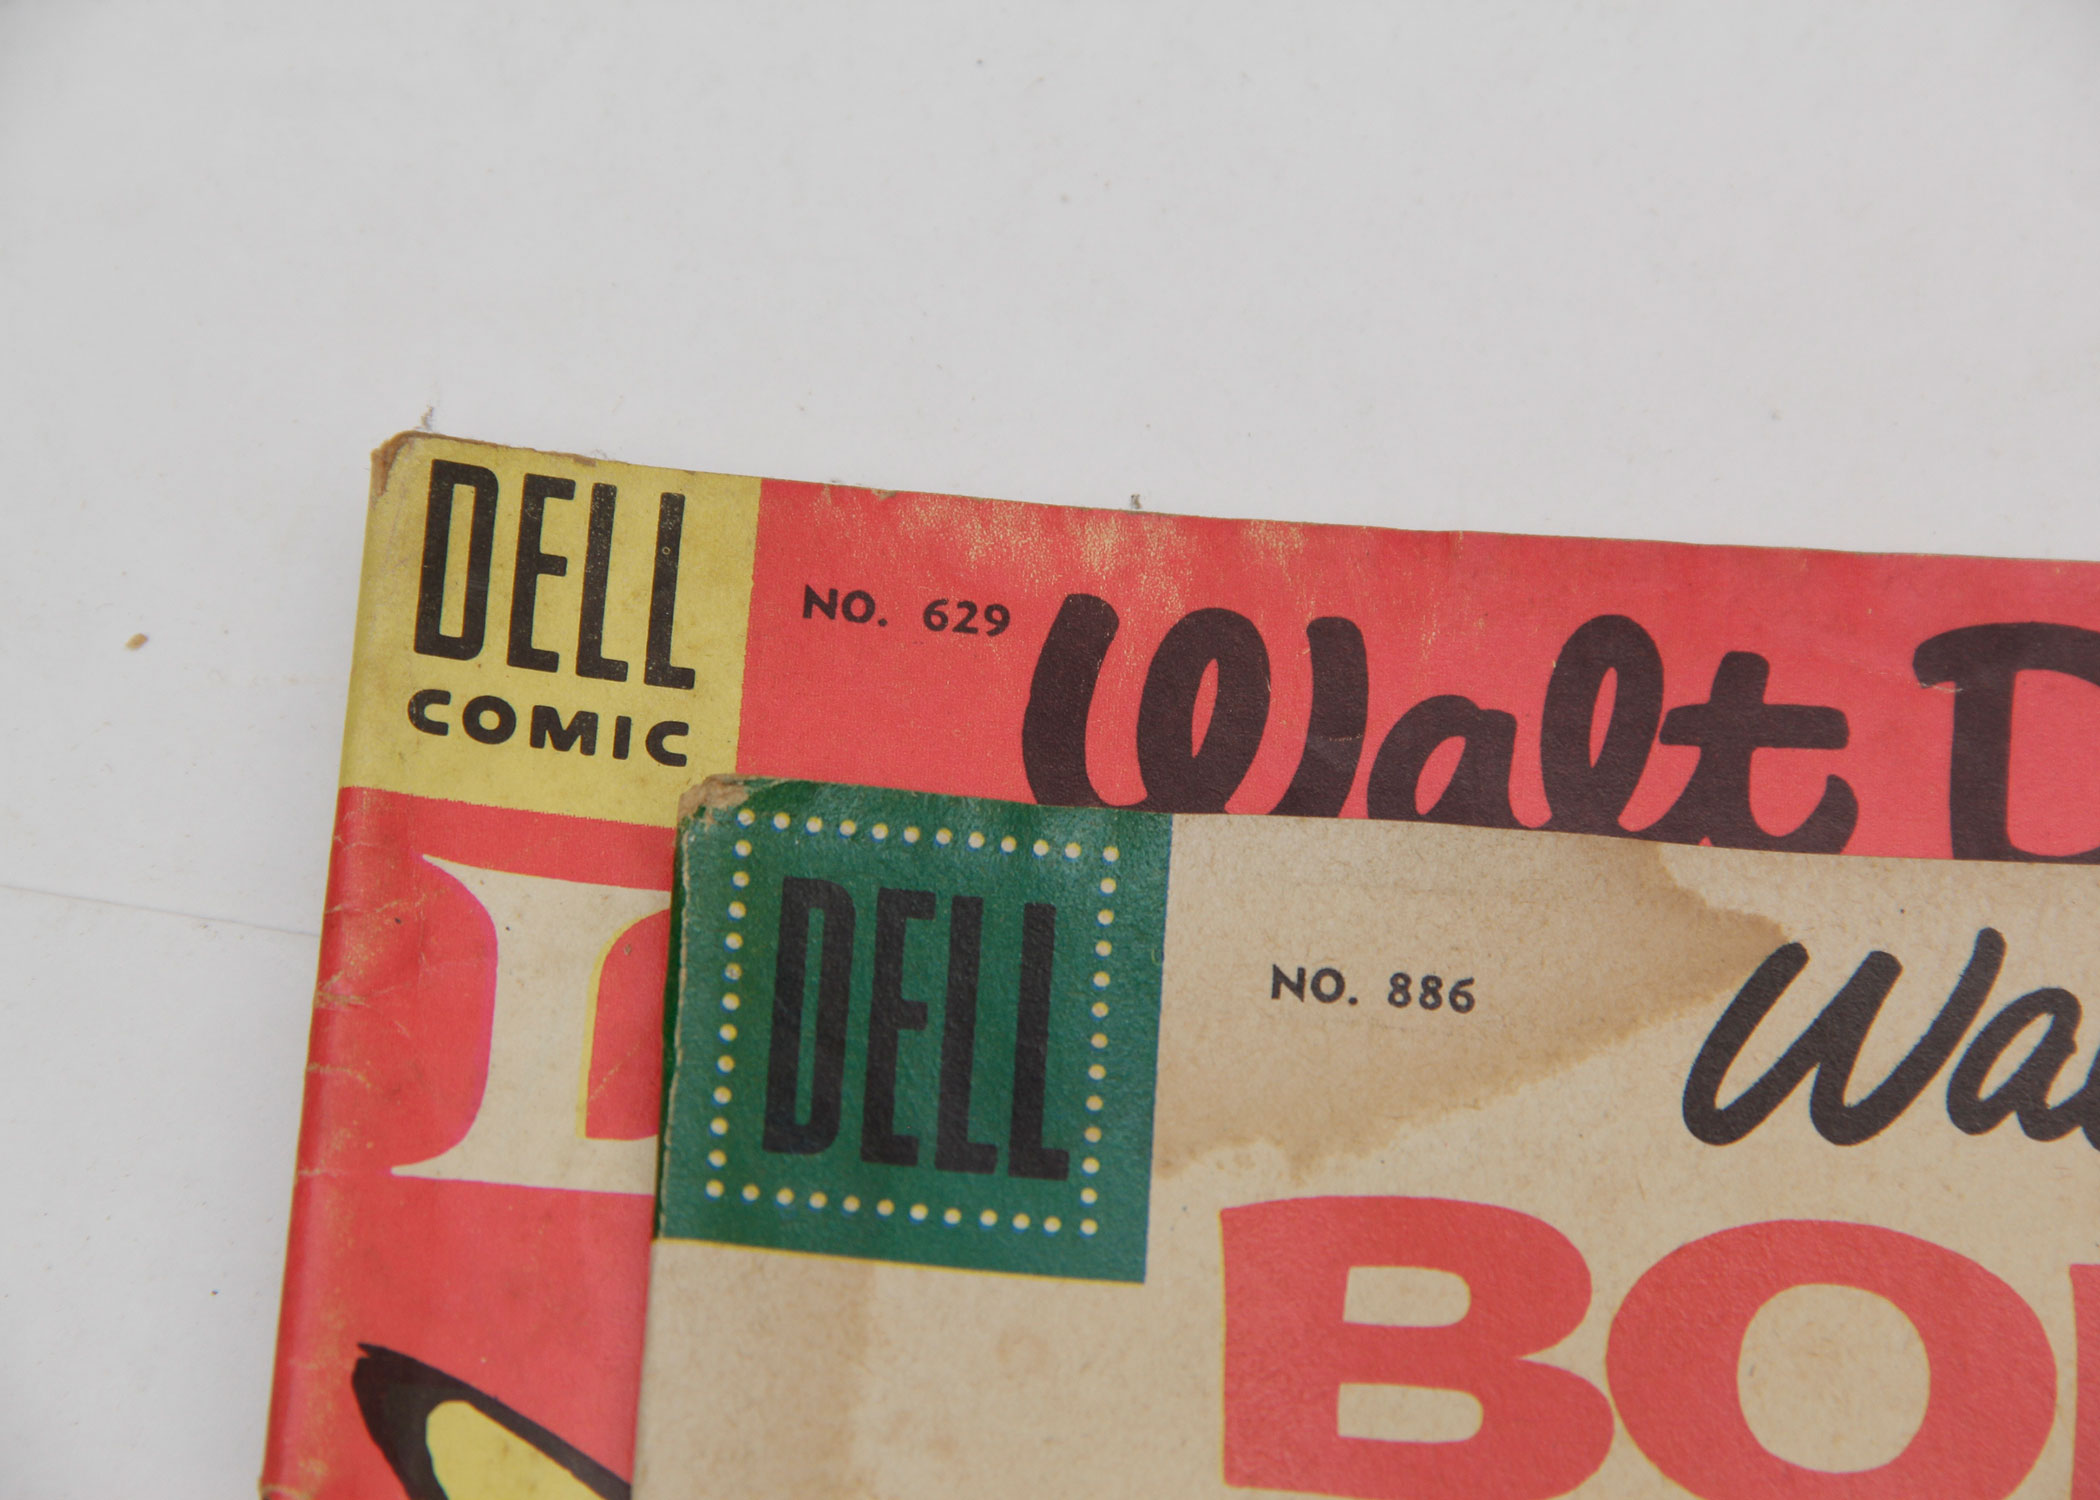 DELL
COMIC
NO. 629
Walt D
DELL
NO. 886
Wa
BO